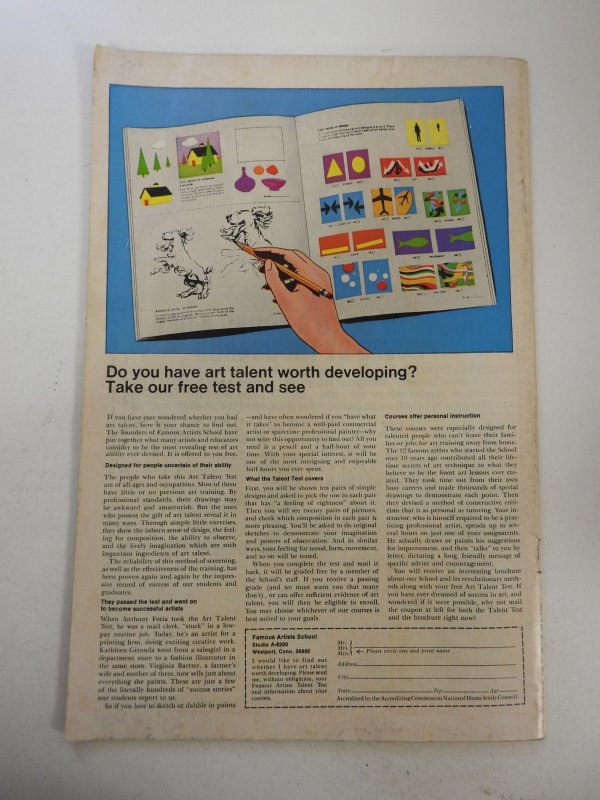 Do you have art talent worth developing?
Take our free test and see
If you have ever wondered whether you had
art talent, here is your chance to find out.
The founders of Famous Artists School have
put together what many artists and educators
consider to be the most revealing test of art
ability ever devised. It is offered to you free.
Designed for people uncertain of their ability
The people who take this Art Talent Test
are of all ages and occupations. Most of them
have little or no previous art training. By
professional standards, their drawings may
be awkward and amateurish. But the ones
who possess the gift of art talent reveal it in
many ways. Through simple little exercises,
they show the inborn sense of design, the feel-
ing for composition, the ability to observe,
and the lively imagination which are such
important ingredients of art talent.
The reliability of this method of screening,
as well as the effectiveness of the training, has
been proven again and again by the impres-
sive record of success of our students and
graduates.
They passed the test and went on
to become successful artists
When Anthony Fotia took the Art Talent
Test, he was a mail clerk, "stuck" in a low-
pay routine job. Today, he's an artist for a
printing firm, doing exciting creative work.
Kathleen Gironda went from a salesgirl in a
department store to a fashion illustrator in
the same store. Virginia Bartter, a farmer's
wife and mother of three, now sells just about
everything she paints. These are just a few
of the literally hundreds of "success stories"
our students report to us.
So if you love to sketch or dabble in paints
—and have often wondered if you "have what
it takes" to become a well-paid commercial
artist or sparetime professional painter—why
not seize this opportunity to find out? All you
need is a pencil and a half-hour of your
time. With your special interest, it will be
one of the most intriguing and enjoyable
half-hours you ever spent.
What the Talent Test covers
First, you will be shown ten pairs of simple
designs and asked to pick the one in each pair
that has "a feeling of rightness" about it.
Then you will see twenty pairs of pictures,
and check which composition in each pair is
more pleasing. You'll be asked to do original
sketches to demonstrate your imagination
and powers of observation. And in similar
ways, your feeling for mood, form, movement,
and so on will be tested.
When you complete the test and mail it
back, it will be graded free by a member of
the School's staff. If you receive a passing
grade (and we must warn you that many
don't), or can offer sufficient evidence of art
talent, you will then be eligible to enroll.
You may choose whichever of our courses is
best suited to your goals.
Courses offer personal instruction
These courses were especially designed for
talented people who can't leave their fami-
lies or jobs for art training away from home.
The 12 famous artists who started the School
over 19 years ago contributed all their life-
time secrets of art technique to what they
believe to be the finest art lessons ever cre-
ated. They took time out from their own
busy careers and made thousands of special
drawings to demonstrate each point. Then
they devised a method of constructive criti-
cism that is as personal as tutoring. Your in-
structor, who is himself required to be a prac-
ticing professional artist, spends up to sev-
eral hours on just one of your assignments.
He actually draws or paints his suggestions
for improvement, and then "talks" to you by
letter, dictating a long, friendly message of
specific advice and encouragement.
You will receive an interesting brochure
about our School and its revolutionary meth-
ods along with your free Art Talent Test. If
you have ever dreamed of success in art, and
wondered if it were possible, why not mail
the coupon at left for both the Talent Test
and the brochure right now?
Famous Artists School
Studio A-6260
Westport, Conn. 06880
I would like to find out
whether I have art talent
worth developing. Please send
me, without obligation, your
Famous Artists Talent Test
and information about your
courses.
Mr.
Mrs.
Miss
Please circle one and print name
Address
City
State Zip Age
Accredited by the Accrediting Commission National Home Study Council